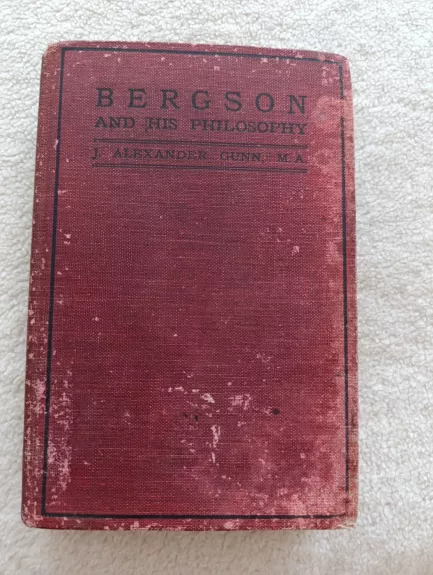 BERGSON
AND HIS PHILOSOPHY
J. ALEXANDER GUNN, M.A.